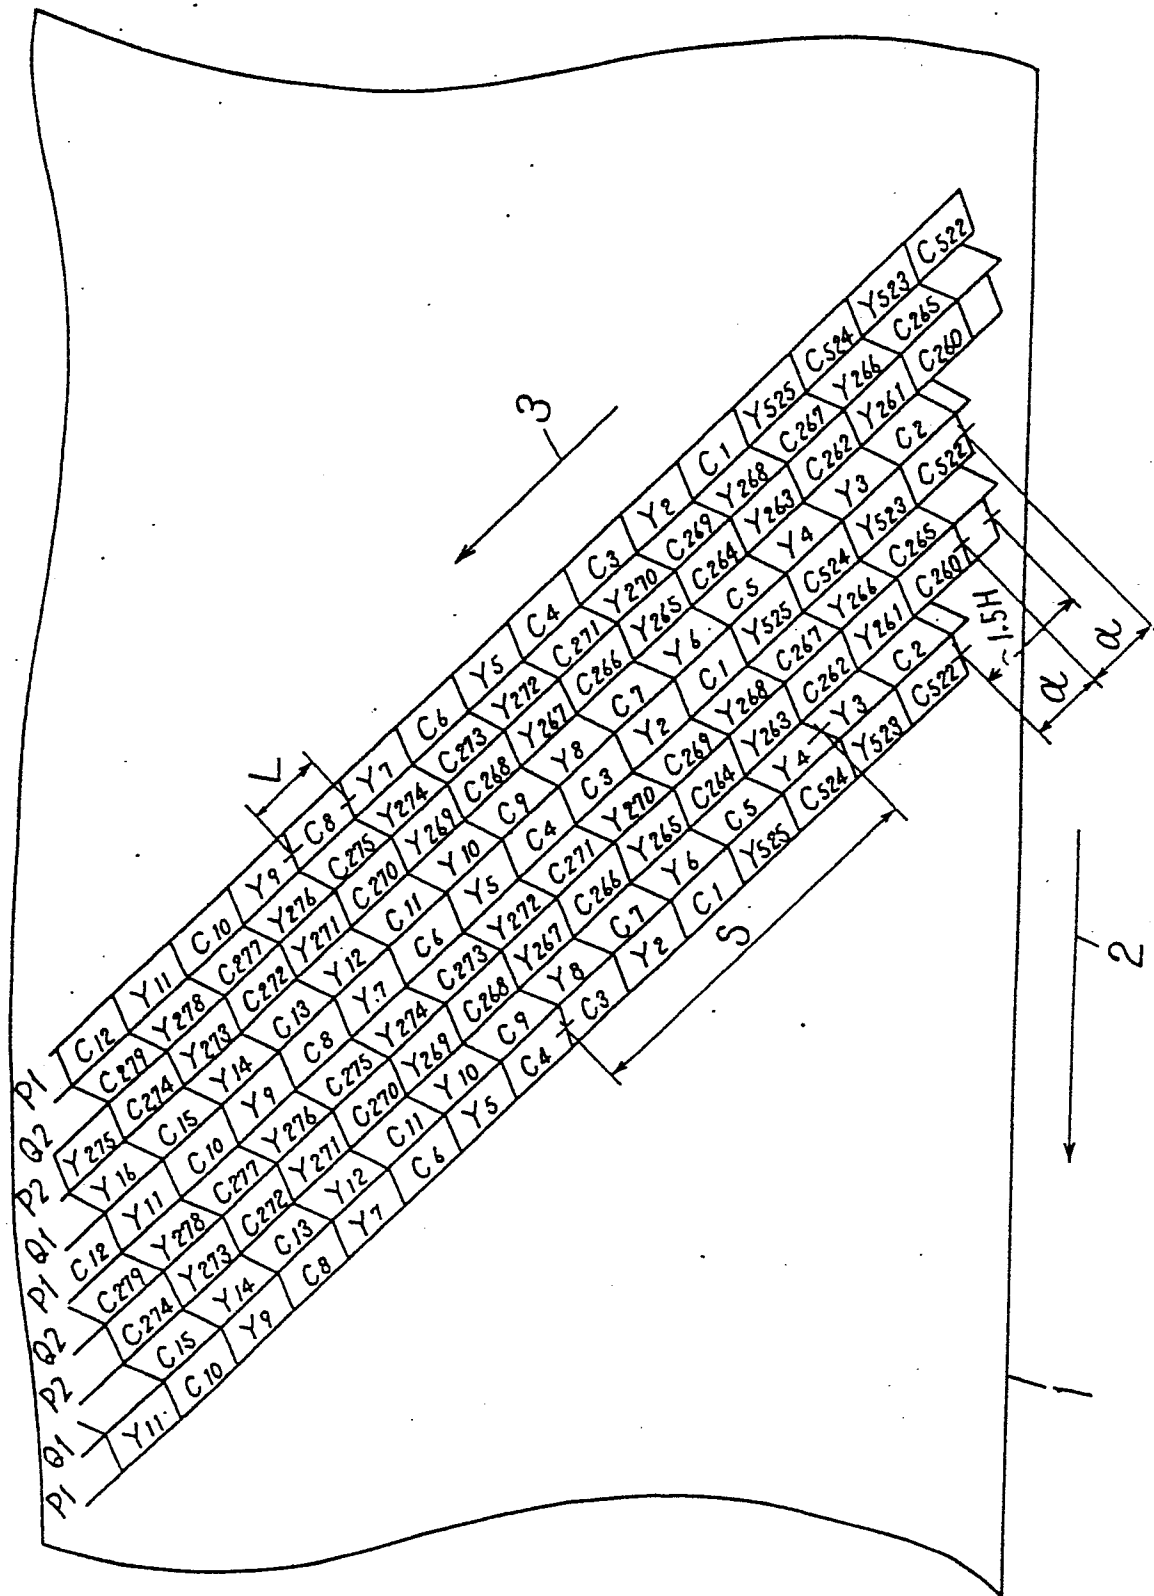 P1 C12 Y11 C10 Y9 C8 Y7 C6 Y5 C4 C3 Y2 C1 Y525 C524 Y523 C522
Q2 C279 Y278 C277 Y276 C275 Y274 C273 Y272 C271 Y270 C269 Y268 C267 Y266 C265
P2 Y275 C274 Y273 C272 Y271 C270 Y269 C268 Y267 C266 Y265 C264 Y263 C262 Y261 C260
Q1 Y16 C15 Y14 C13 Y12 C11 Y10 C9 Y8 C7 Y6 C5 Y4 Y3 C2
P1 C12 Y11 C10 Y9 C8 Y7 C6 Y5 C4 C3 Y2 C1 Y525 C524 Y523 C522
Q2 C279 Y278 C277 Y276 C275 Y274 C273 Y272 C271 Y270 C269 Y268 C267 Y266 C265
P2 C274 Y273 C272 Y271 C270 Y269 C268 Y267 C266 Y265 C264 Y263 C262 Y261 C260
Q1 C15 Y14 C13 Y12 C11 Y10 C9 Y8 C7 Y6 C5 Y4 Y3 C2
P1 Y11 C10 Y9 C8 Y7 C6 Y5 C4 C3 Y2 C1 Y525 C524 Y523 C522
3
L
S
~1.5H
α
α
2
1